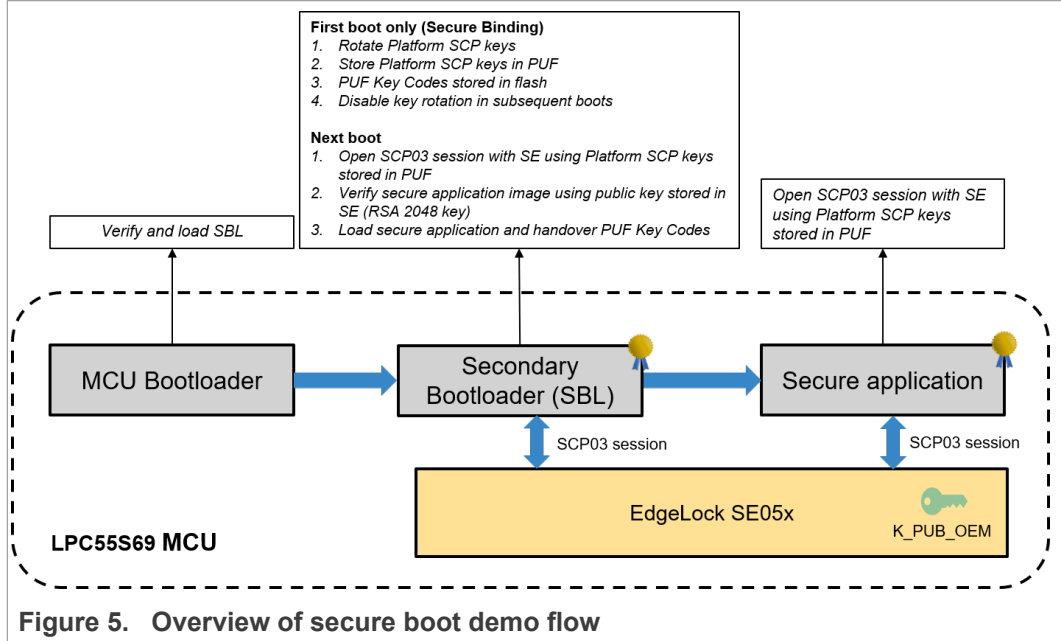 First boot only (Secure Binding)
1. Rotate Platform SCP keys
2. Store Platform SCP keys in PUF
3. PUF Key Codes stored in flash
4. Disable key rotation in subsequent boots
Next boot
1. Open SCP03 session with SE using Platform SCP keys
stored in PUF
2. Verify secure application image using public key stored in
SE (RSA 2048 key)
3. Load secure application and handover PUF Key Codes
Verify and load SBL
Open SCP03 session with SE
using Platform SCP keys
stored in PUF
MCU Bootloader
Secondary
Bootloader (SBL)
Secure application
SCP03 session
SCP03 session
EdgeLock SE05x
K_PUB_OEM
LPC55S69 MCU
Figure 5. Overview of secure boot demo flow